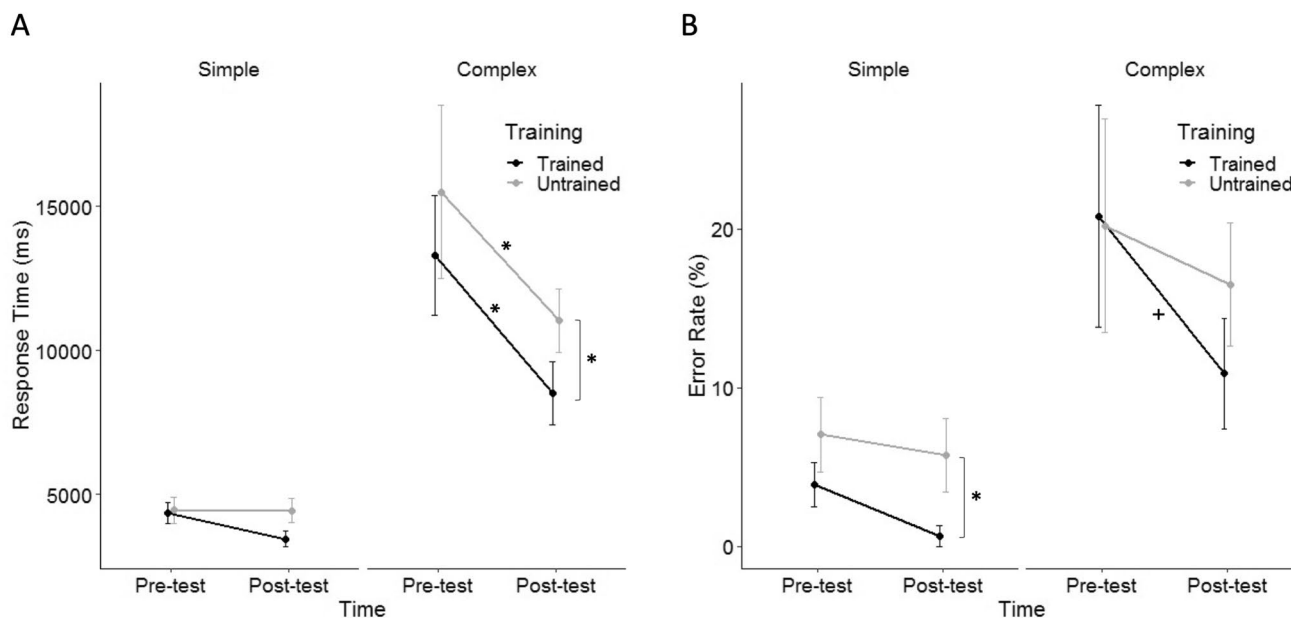 A
Simple
Complex
Training
Trained
Untrained
*
*
*
Response Time (ms)
15000
10000
5000
Pre-test
Post-test
Pre-test
Post-test
Time
B
Simple
Complex
Training
Trained
Untrained
+
*
Error Rate (%)
20
10
0
Pre-test
Post-test
Pre-test
Post-test
Time